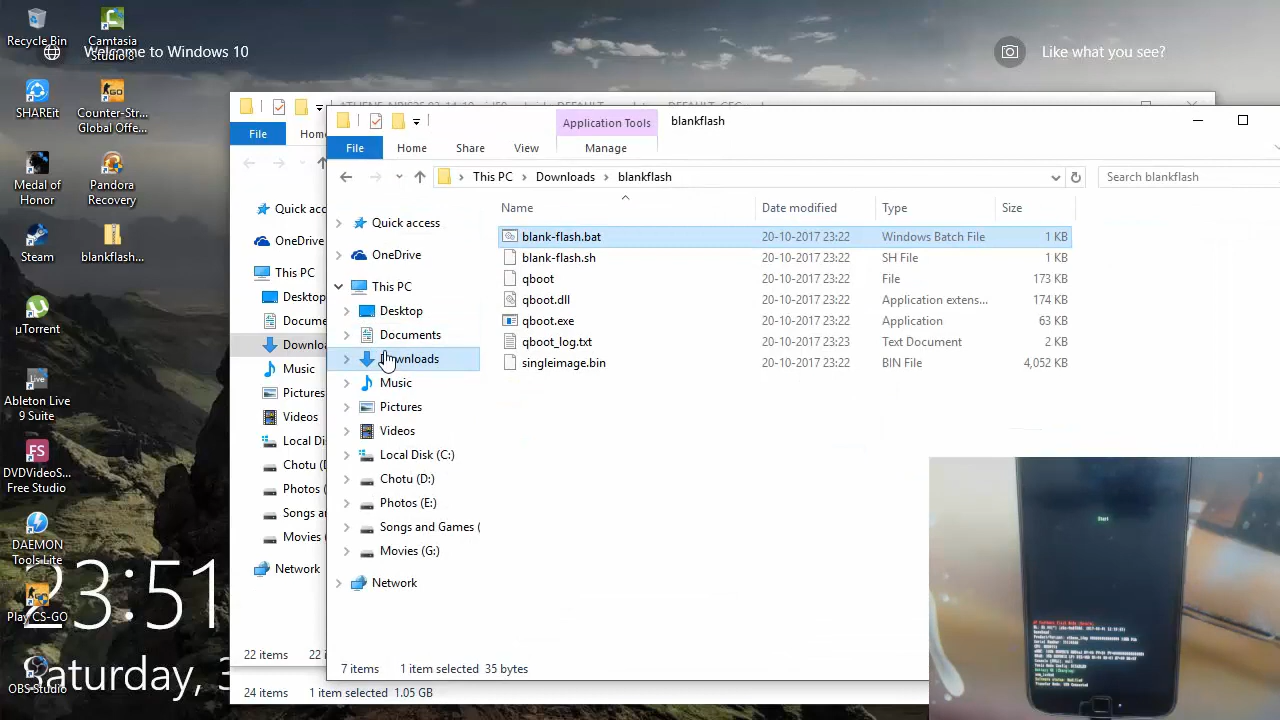 Recycle Bin
Camtasia
Studio 8
Welcome to Windows 10
Like what you see?
SHAREit
Counter-Str...
Global Offe...
Medal of
Honor
Pandora
Recovery
Steam
blankflash...
µTorrent
Ableton Live
9 Suite
DVDVideoS...
Free Studio
DAEMON
Tools Lite
Play CS-GO
OBS Studio
23:51
Saturday, 3
File
Hom
Quick acc
OneDrive
This PC
Desktop
Docume
Downlo
Music
Pictures
Videos
Local Dis
Chotu (D
Photos (
Songs an
Movies (
Network
22 items
22
24 items
1 item selected 1.05 GB
Application Tools
blankflash
File
Home
Share
View
Manage
This PC
Downloads
blankflash
Search blankflash
Quick access
OneDrive
This PC
Desktop
Documents
ownloads
Music
Pictures
Videos
Local Disk (C:)
Chotu (D:)
Photos (E:)
Songs and Games (
Movies (G:)
Network
Name
Date modified
Type
Size
blank-flash.bat
20-10-2017 23:22
Windows Batch File
1 KB
blank-flash.sh
20-10-2017 23:22
SH File
1 KB
qboot
20-10-2017 23:22
File
173 KB
qboot.dll
20-10-2017 23:22
Application extens...
174 KB
qboot.exe
20-10-2017 23:22
Application
63 KB
qboot_log.txt
20-10-2017 23:23
Text Document
2 KB
singleimage.bin
20-10-2017 23:22
BIN File
4,052 KB
1 item selected 35 bytes
Start